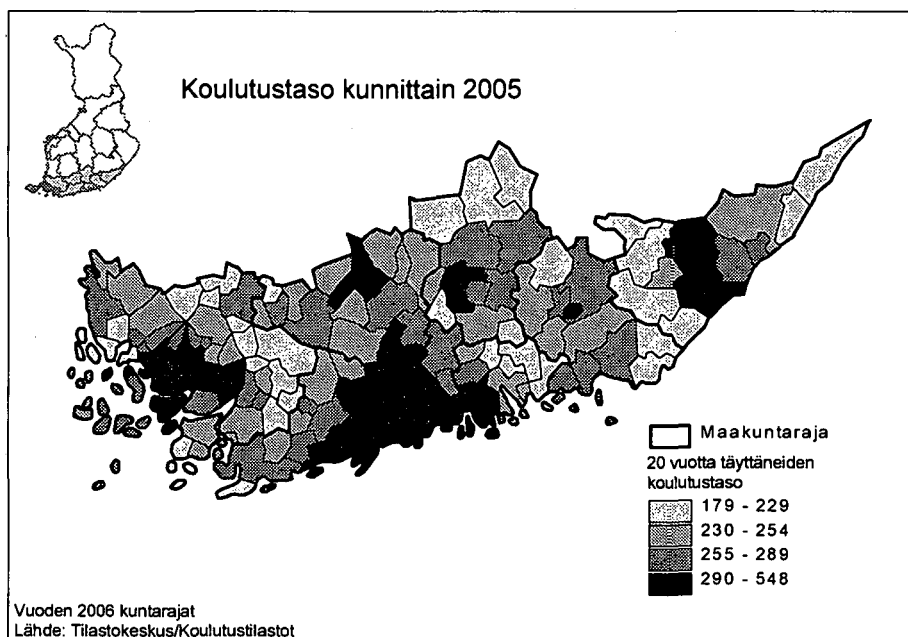 Koulutustaso kunnittain 2005
Maakuntaraja
20 vuotta täyttäneiden
koulutustaso
179 - 229
230 - 254
255 - 289
290 - 548
Vuoden 2006 kuntarajat
Lähde: Tilastokeskus/Koulutustilastot